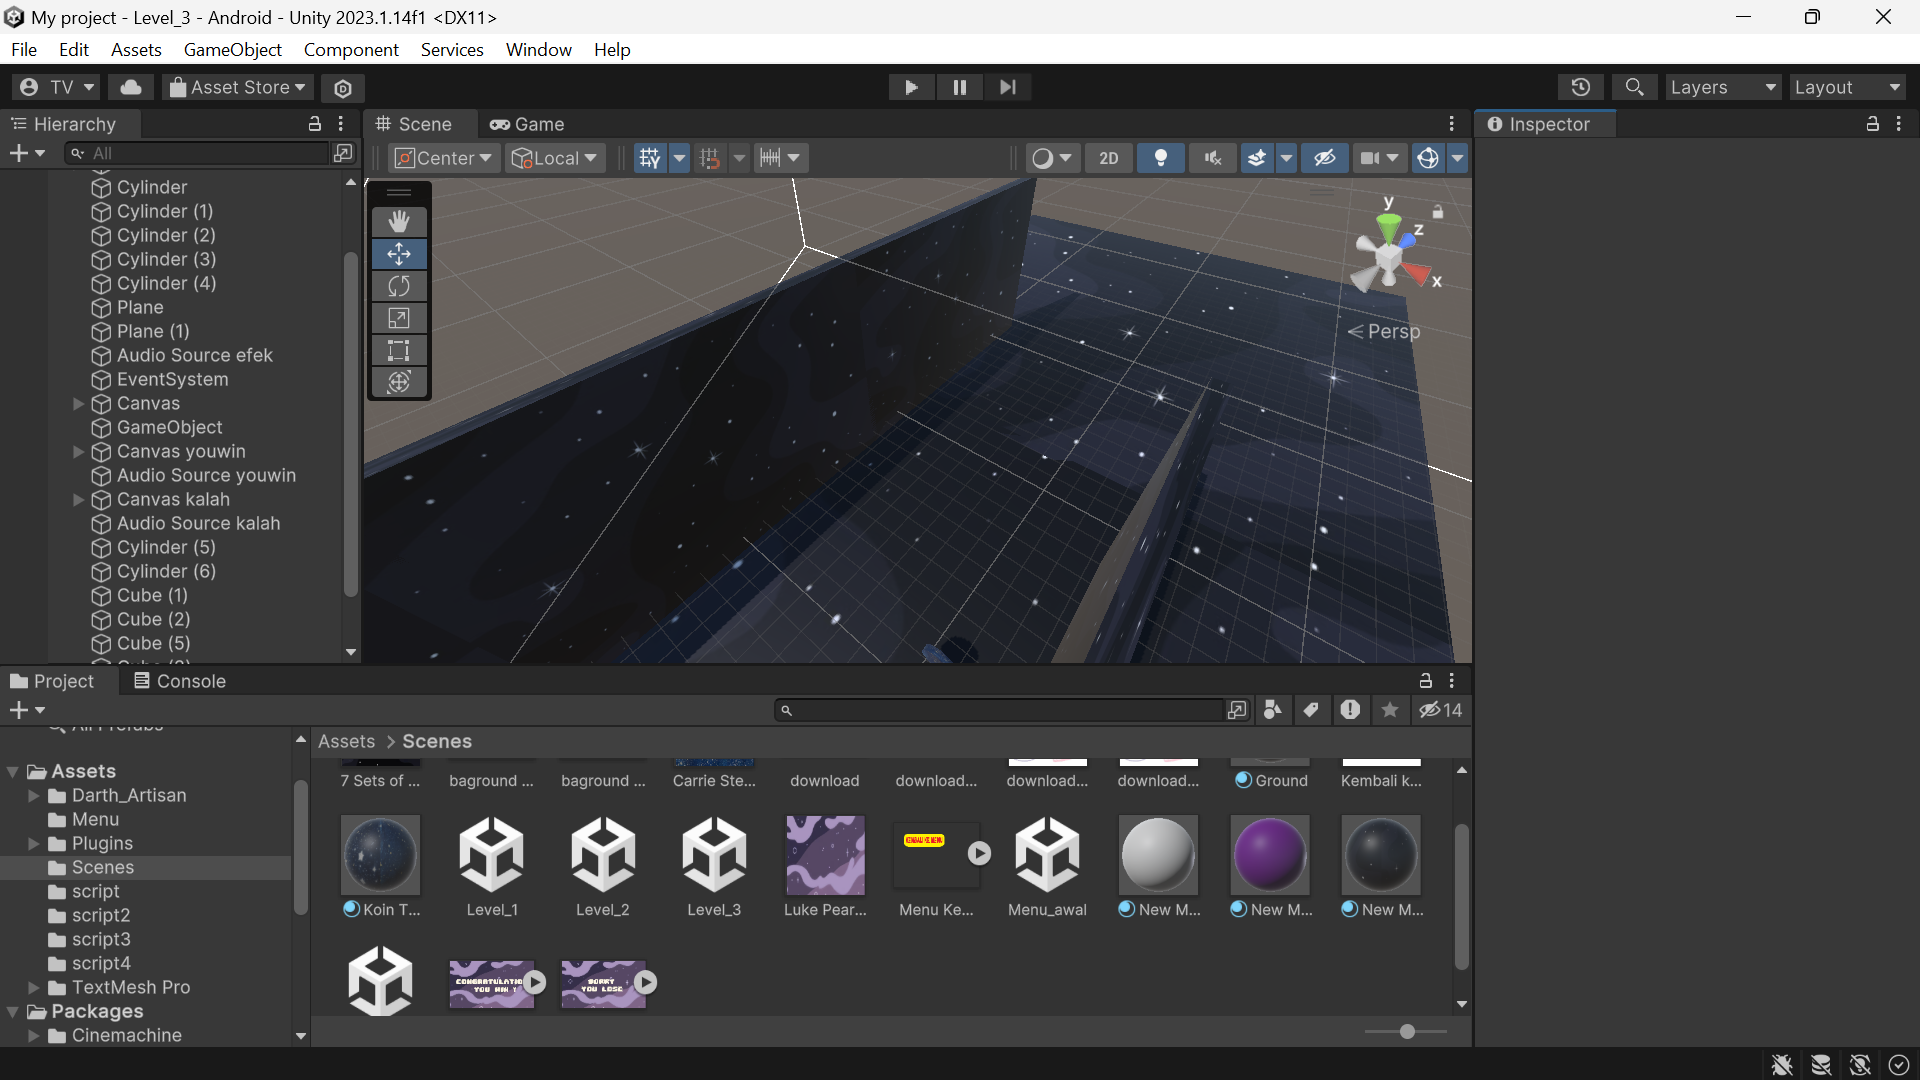 My project - Level_3 - Android - Unity 2023.1.14f1 <DX11>
File Edit Assets GameObject Component Services Window Help
TV Asset Store Layers Layout
Hierarchy
All
Cylinder
Cylinder (1)
Cylinder (2)
Cylinder (3)
Cylinder (4)
Plane
Plane (1)
Audio Source efek
EventSystem
Canvas
GameObject
Canvas youwin
Audio Source youwin
Canvas kalah
Audio Source kalah
Cylinder (5)
Cylinder (6)
Cube (1)
Cube (2)
Cube (5)
Scene Game
Center Local 2D
y
z
x
Persp
Inspector
Project Console
14
Assets
Darth_Artisan
Menu
Plugins
Scenes
script
script2
script3
script4
TextMesh Pro
Packages
Cinemachine
Assets > Scenes
7 Sets of ... baground ... baground ... Carrie Ste... download download... download... download... Ground Kembali k...
KEMBALI KE MENU
Koin T... Level_1 Level_2 Level_3 Luke Pear... Menu Ke... Menu_awal New M... New M... New M...
SORRY
YOU LOSE